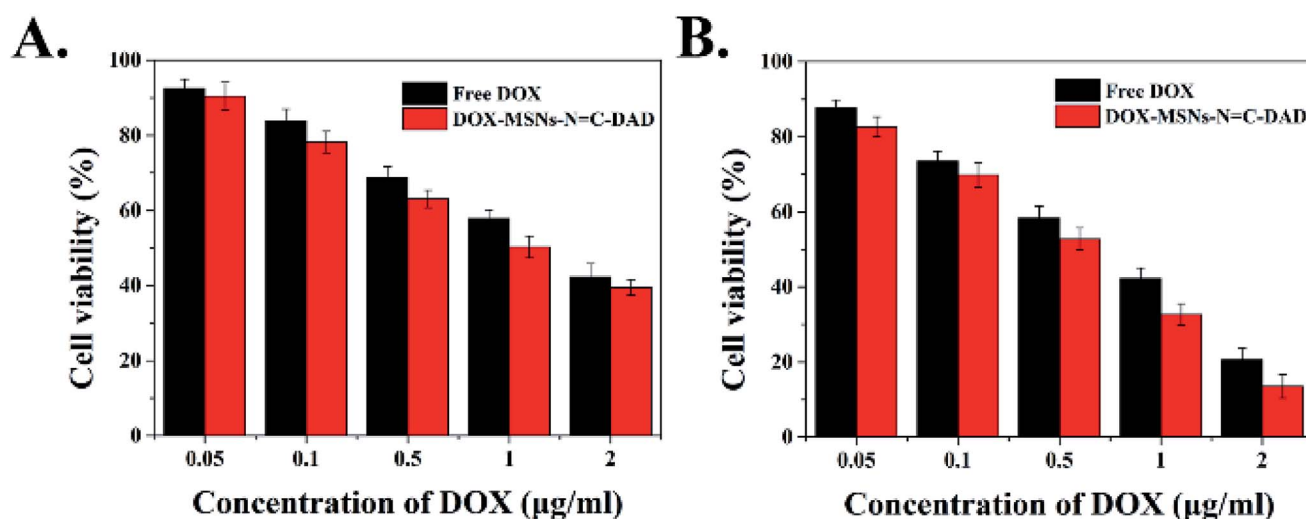 A.
100
80
60
40
20
0
Cell viability (%)
Free DOX
DOX-MSNs-N=C-DAD
0.05 0.1 0.5 1 2
Concentration of DOX (μg/ml)
B.
100
80
60
40
20
0
Cell viability (%)
Free DOX
DOX-MSNs-N=C-DAD
0.05 0.1 0.5 1 2
Concentration of DOX (μg/ml)